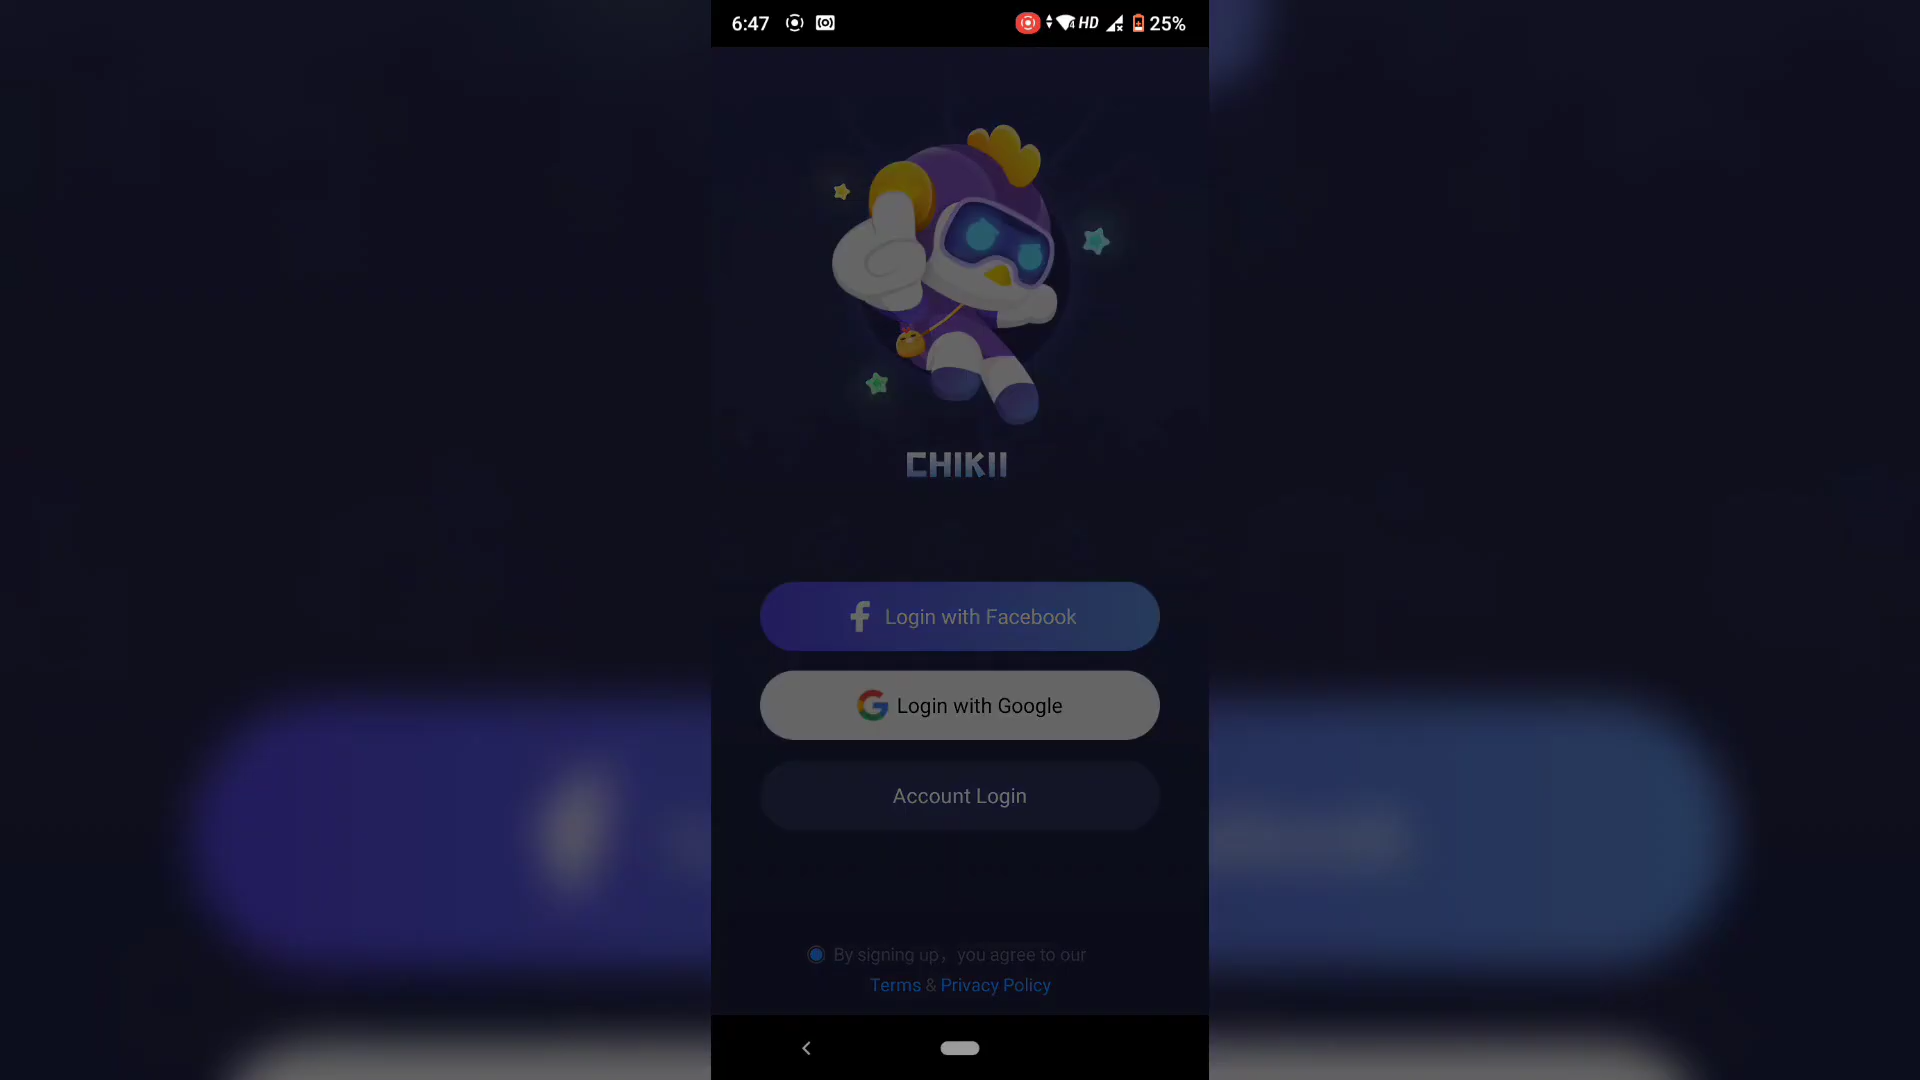 6:47 HD 25%
CHIKII
Login with Facebook
Login with Google
Account Login
By signing up, you agree to our
Terms & Privacy Policy